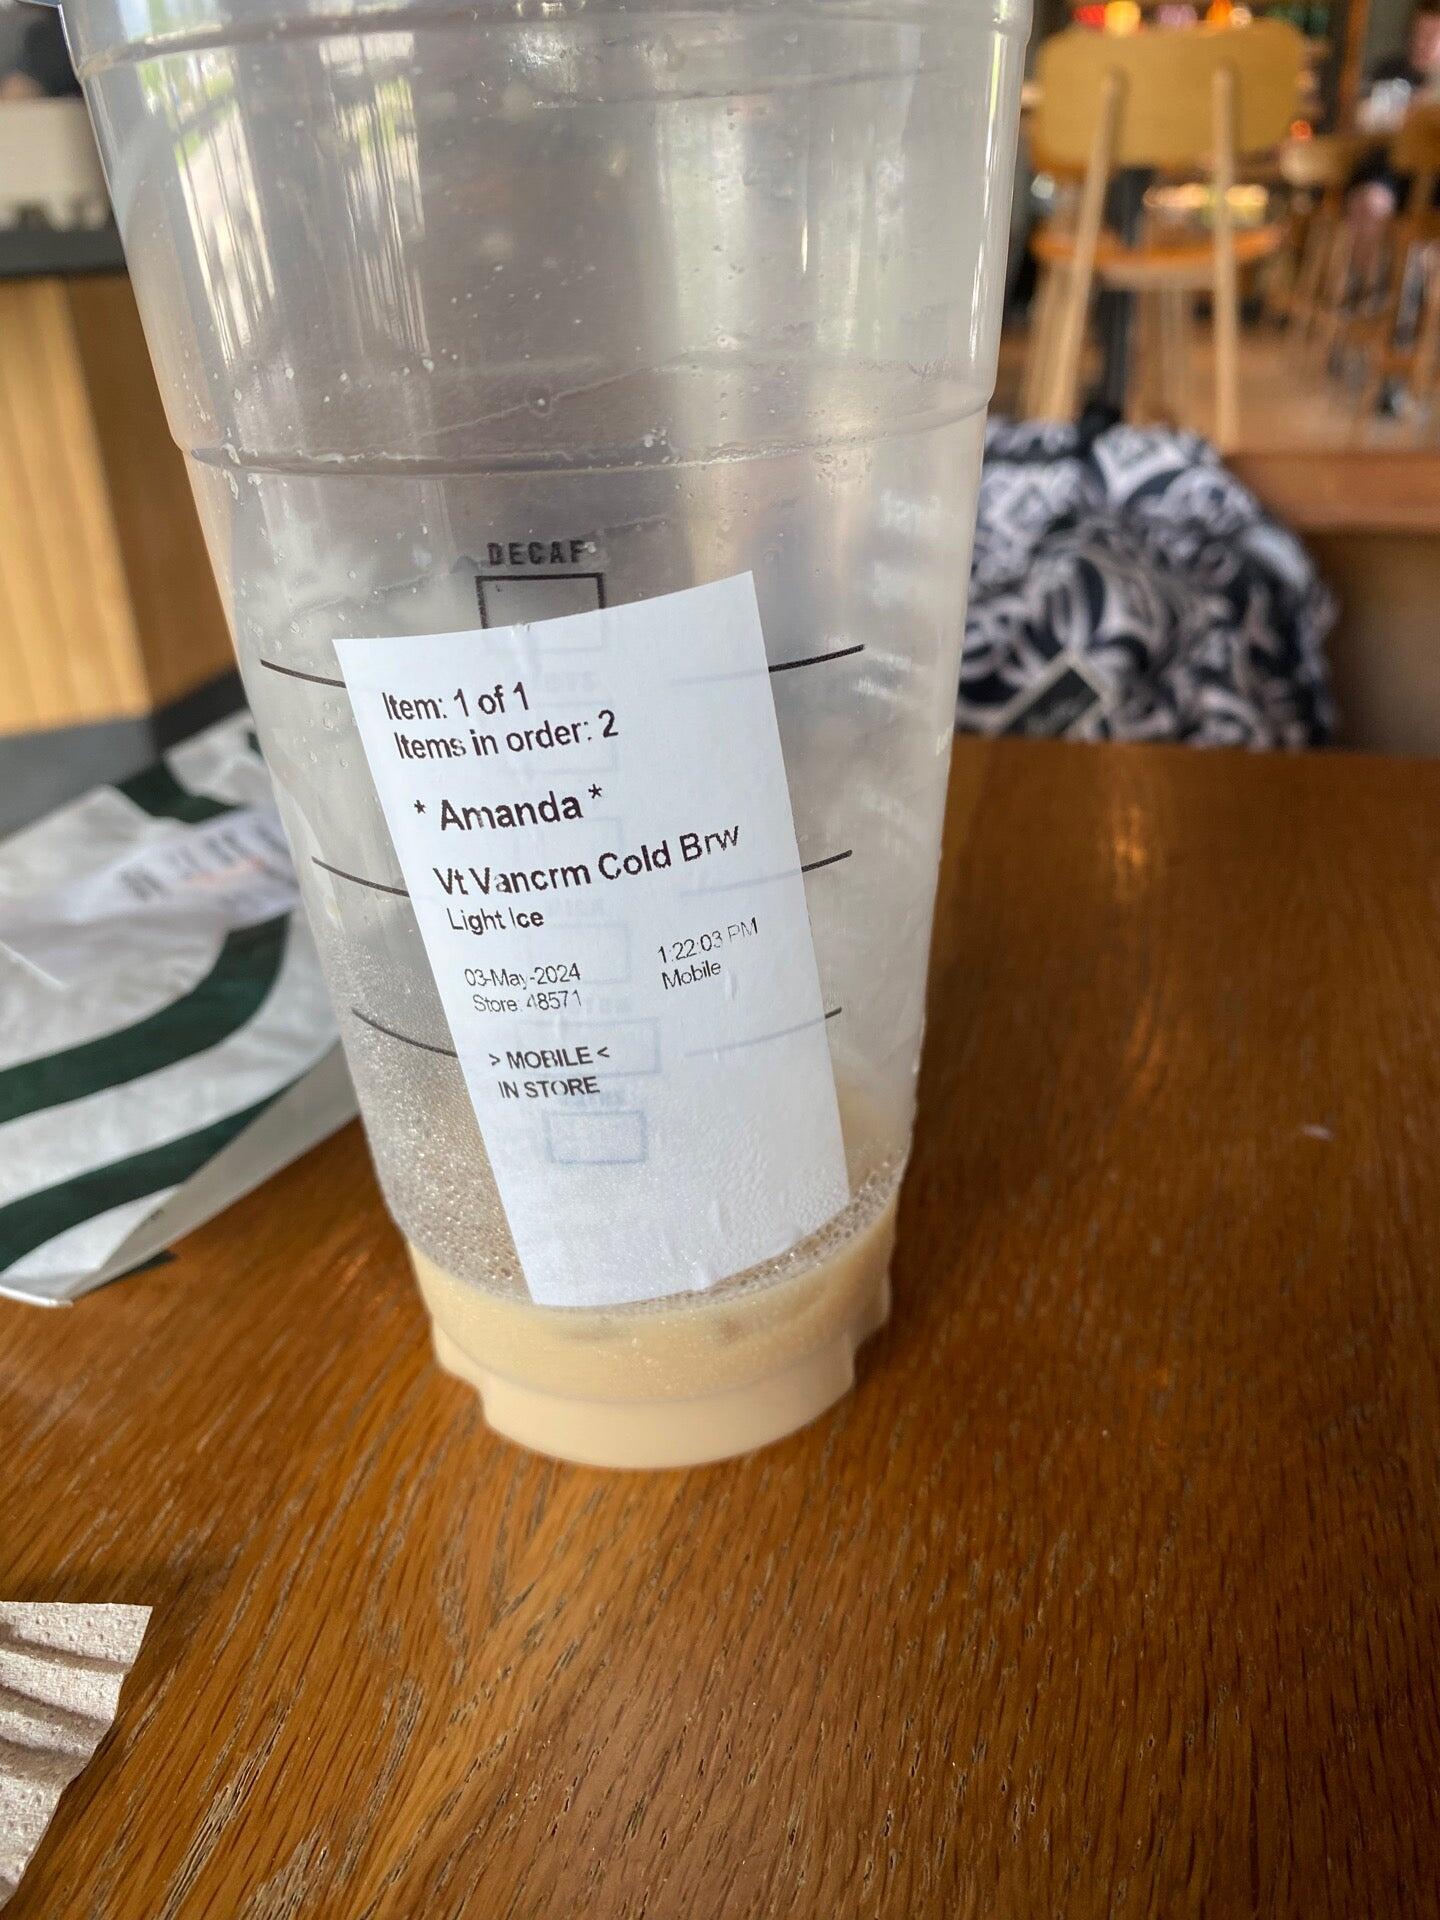 DECAF
Item: 1 of 1
Items in order: 2
* Amanda *
Vt Vancrm Cold Brw
Light Ice
03-May-2024 1:22:03 PM
Store: 48571 Mobile
> MOBILE <
IN STORE